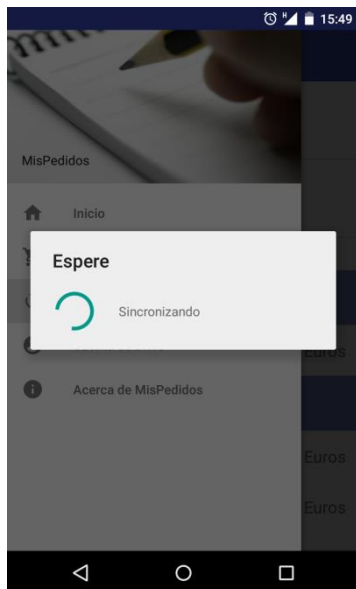 H
15:49
MisPedidos
Inicio
Espere
Sincronizando
Euros
Acerca de MisPedidos
Euros
Euros